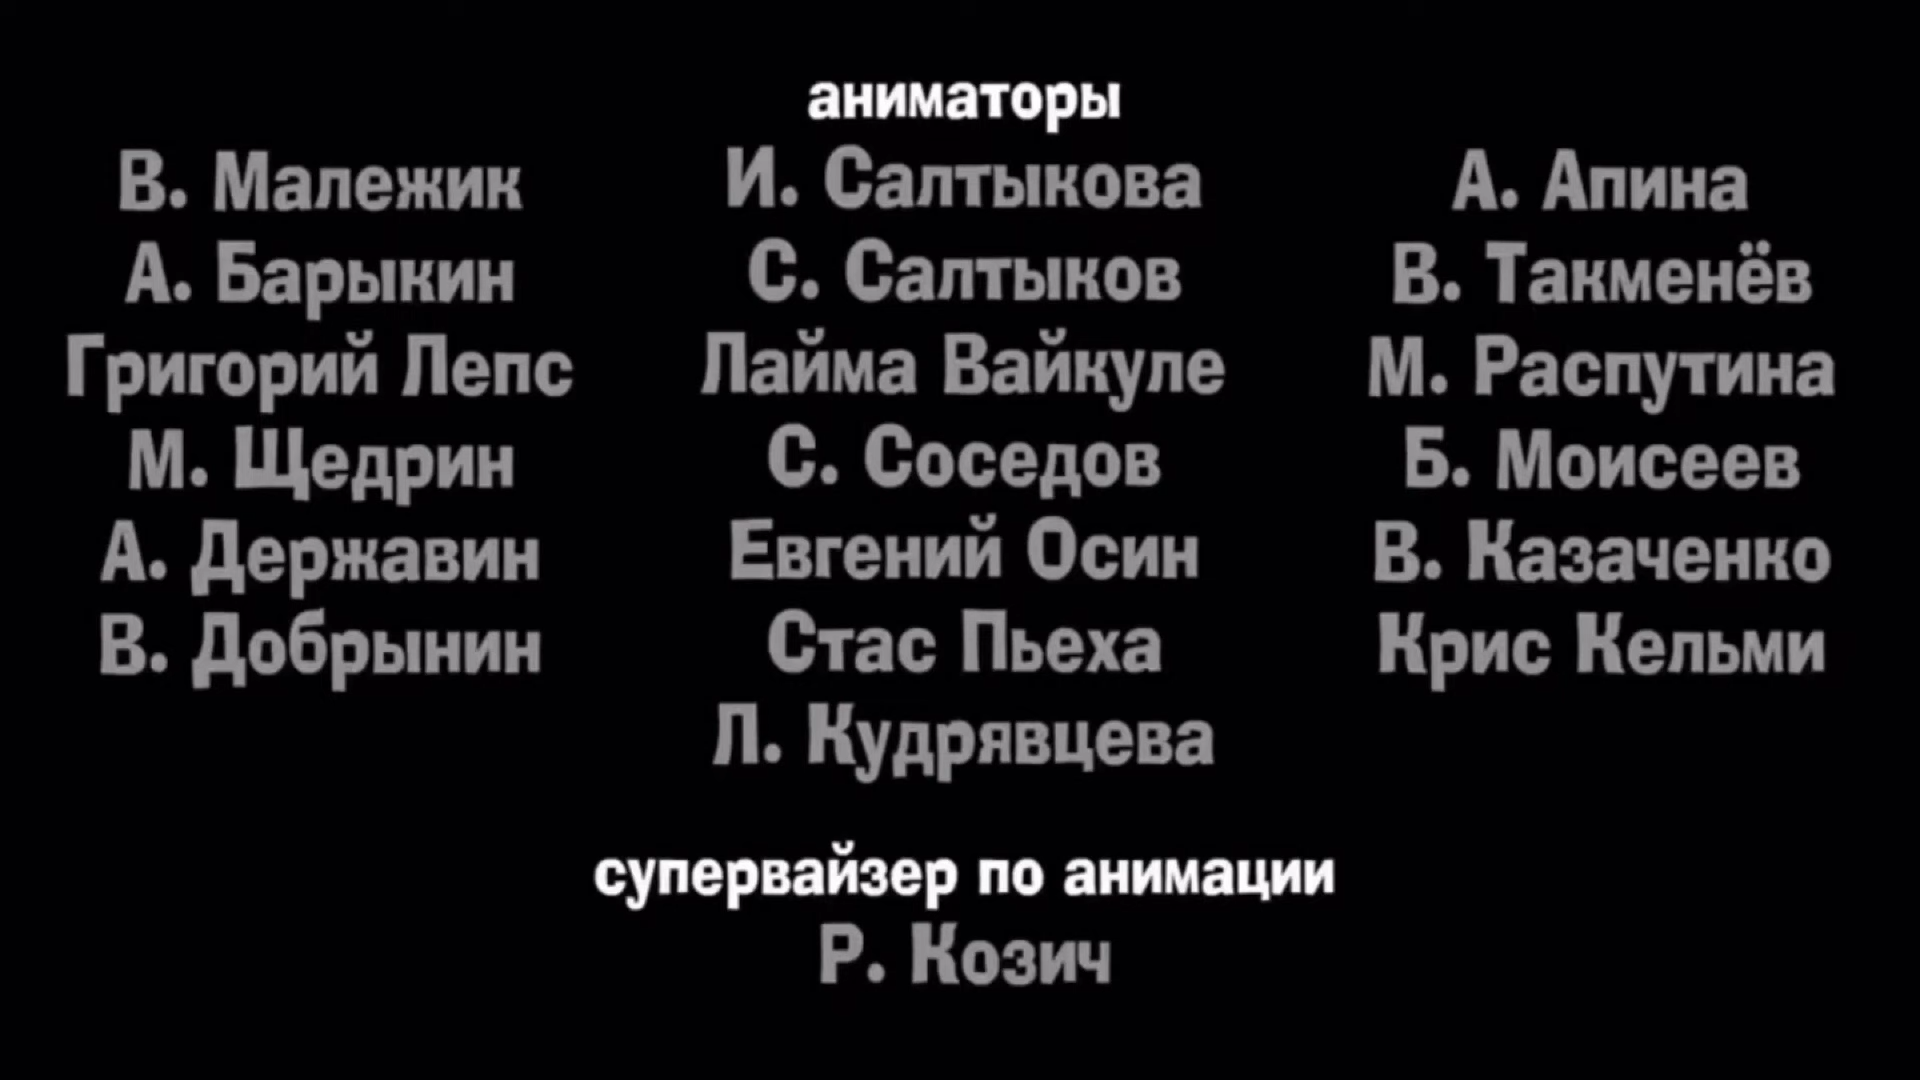 аниматоры
В. Малежик
А. Барыкин
Григорий Лепс
М. Щедрин
А. Державин
В. Добрынин
И. Салтыкова
С. Салтыков
Лайма Вайкуле
С. Соседов
Евгений Осин
Стас Пьеха
Л. Кудрявцева
А. Апина
В. Такменёв
М. Распутина
Б. Моисеев
В. Казаченко
Крис Кельми
супервайзер по анимации
Р. Козич